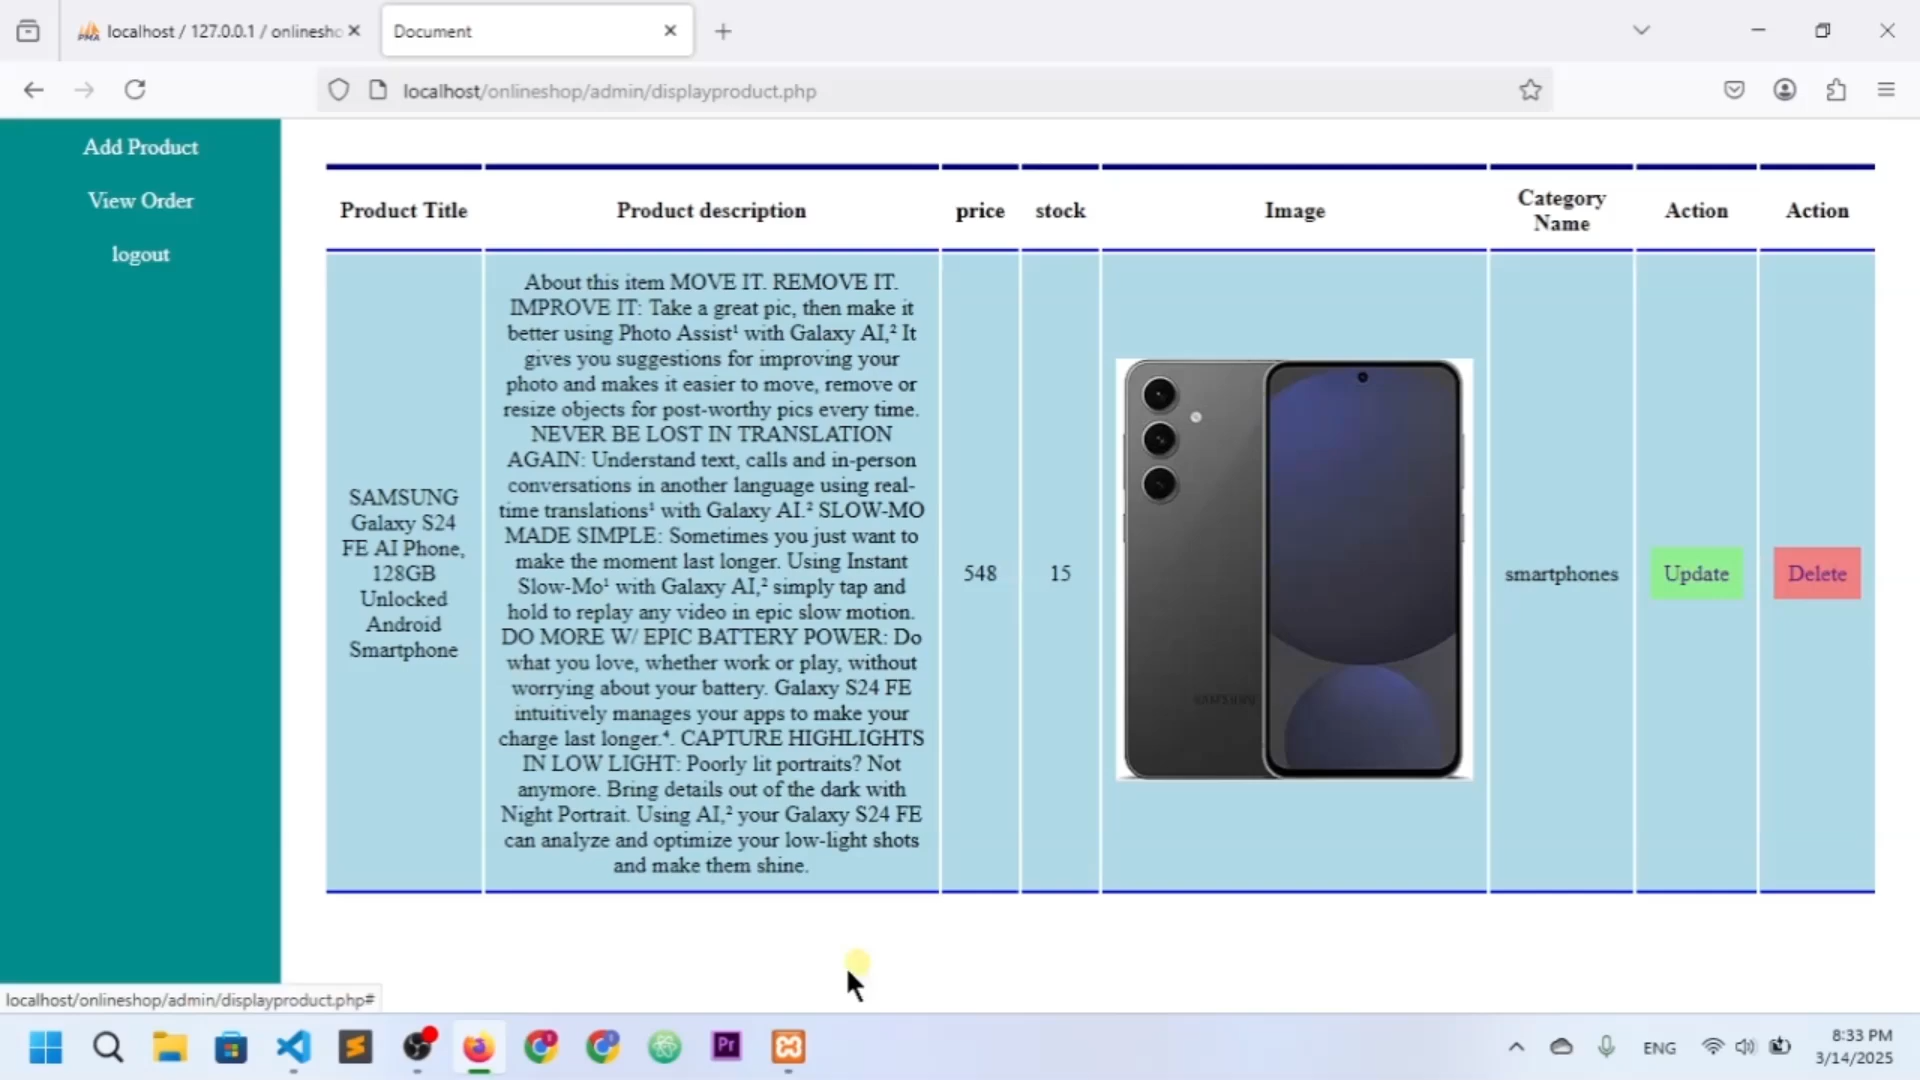 localhost / 127.0.0.1 / onlinesho
Document
localhost/onlineshop/admin/displayproduct.php
Add Product
View Order
logout
Product Title
Product description
price
stock
Image
Category
Name
Action
Action
SAMSUNG
Galaxy S24
FE AI Phone,
128GB
Unlocked
Android
Smartphone
About this item MOVE IT. REMOVE IT.
IMPROVE IT: Take a great pic, then make it
better using Photo Assist¹ with Galaxy AI,² It
gives you suggestions for improving your
photo and makes it easier to move, remove or
resize objects for post-worthy pics every time.
NEVER BE LOST IN TRANSLATION
AGAIN: Understand text, calls and in-person
conversations in another language using real-
time translations¹ with Galaxy AI.² SLOW-MO
MADE SIMPLE: Sometimes you just want to
make the moment last longer. Using Instant
Slow-Mo¹ with Galaxy AI,² simply tap and
hold to replay any video in epic slow motion.
DO MORE W/ EPIC BATTERY POWER: Do
what you love, whether work or play, without
worrying about your battery. Galaxy S24 FE
intuitively manages your apps to make your
charge last longer.⁴. CAPTURE HIGHLIGHTS
IN LOW LIGHT: Poorly lit portraits? Not
anymore. Bring details out of the dark with
Night Portrait. Using AI,² your Galaxy S24 FE
can analyze and optimize your low-light shots
and make them shine.
548
15
SAMSUNG
smartphones
Update
Delete
localhost/onlineshop/admin/displayproduct.php#
Pr
ENG
8:33 PM
3/14/2025